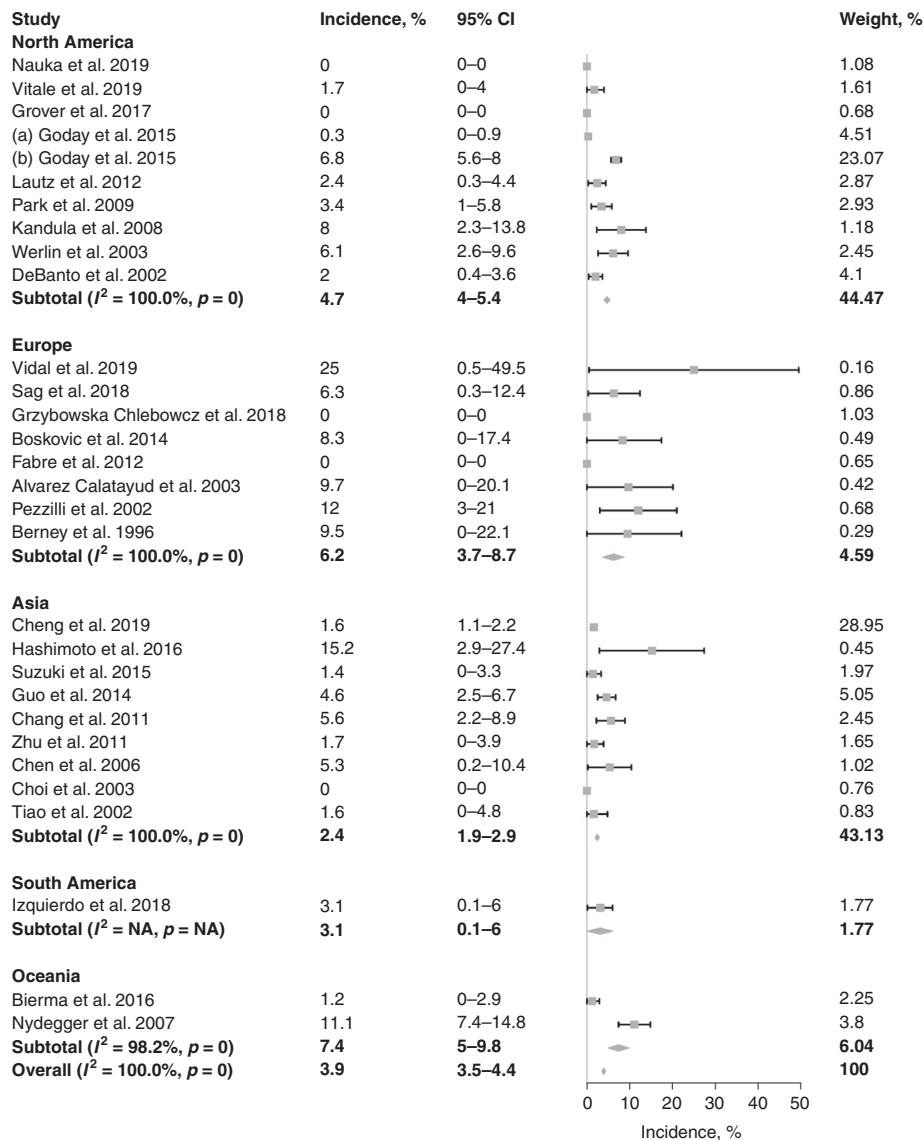 Study Incidence, % 95% CI Weight, %
North America
Nauka et al. 2019 0 0–0 1.08
Vitale et al. 2019 1.7 0–4 1.61
Grover et al. 2017 0 0–0 0.68
(a) Goday et al. 2015 0.3 0–0.9 4.51
(b) Goday et al. 2015 6.8 5.6–8 23.07
Lautz et al. 2012 2.4 0.3–4.4 2.87
Park et al. 2009 3.4 1–5.8 2.93
Kandula et al. 2008 8 2.3–13.8 1.18
Werlin et al. 2003 6.1 2.6–9.6 2.45
DeBanto et al. 2002 2 0.4–3.6 4.1
Subtotal (I² = 100.0%, p = 0) 4.7 4–5.4 44.47
Europe
Vidal et al. 2019 25 0.5–49.5 0.16
Sag et al. 2018 6.3 0.3–12.4 0.86
Grzybowska Chlebowcz et al. 2018 0 0–0 1.03
Boskovic et al. 2014 8.3 0–17.4 0.49
Fabre et al. 2012 0 0–0 0.65
Alvarez Calatayud et al. 2003 9.7 0–20.1 0.42
Pezzilli et al. 2002 12 3–21 0.68
Berney et al. 1996 9.5 0–22.1 0.29
Subtotal (I² = 100.0%, p = 0) 6.2 3.7–8.7 4.59
Asia
Cheng et al. 2019 1.6 1.1–2.2 28.95
Hashimoto et al. 2016 15.2 2.9–27.4 0.45
Suzuki et al. 2015 1.4 0–3.3 1.97
Guo et al. 2014 4.6 2.5–6.7 5.05
Chang et al. 2011 5.6 2.2–8.9 2.45
Zhu et al. 2011 1.7 0–3.9 1.65
Chen et al. 2006 5.3 0.2–10.4 1.02
Choi et al. 2003 0 0–0 0.76
Tiao et al. 2002 1.6 0–4.8 0.83
Subtotal (I² = 100.0%, p = 0) 2.4 1.9–2.9 43.13
South America
Izquierdo et al. 2018 3.1 0.1–6 1.77
Subtotal (I² = NA, p = NA) 3.1 0.1–6 1.77
Oceania
Bierma et al. 2016 1.2 0–2.9 2.25
Nydegger et al. 2007 11.1 7.4–14.8 3.8
Subtotal (I² = 98.2%, p = 0) 7.4 5–9.8 6.04
Overall (I² = 100.0%, p = 0) 3.9 3.5–4.4 100
0 10 20 30 40 50
Incidence, %